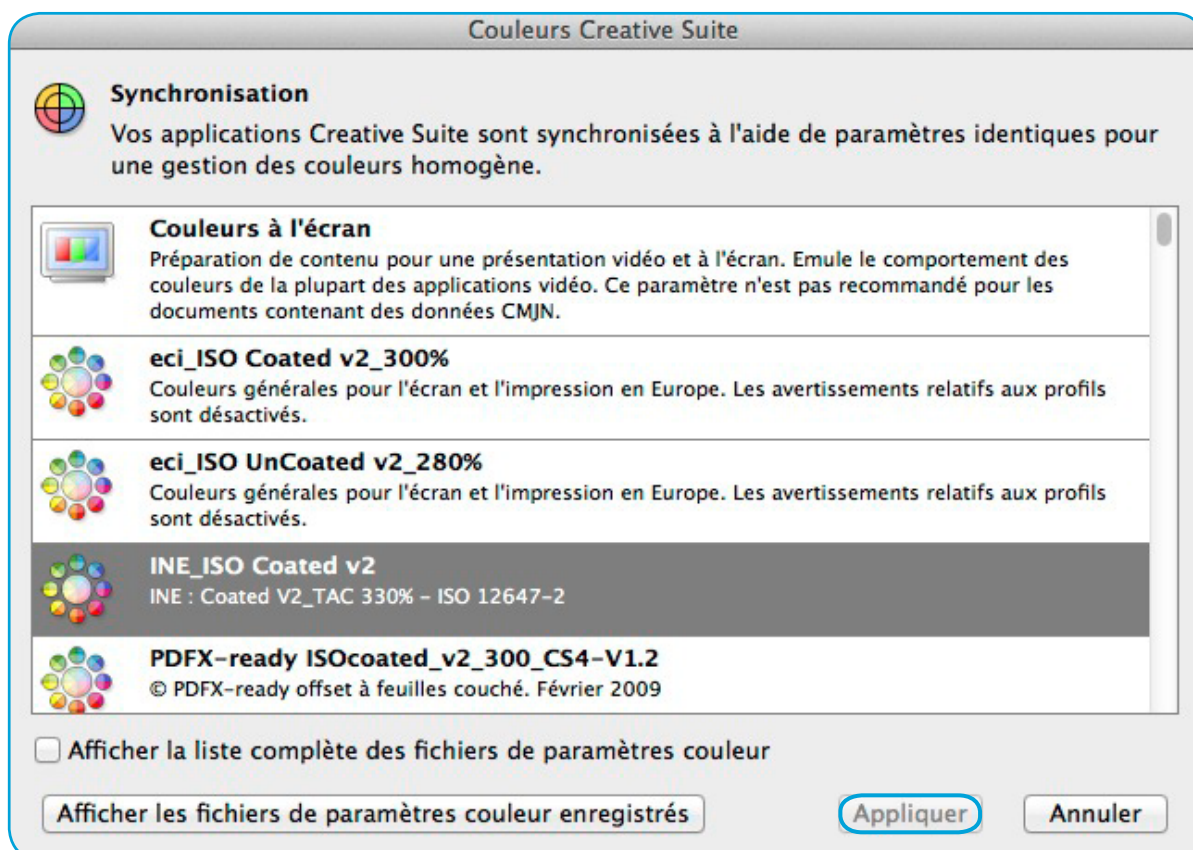 Couleurs Creative Suite
Synchronisation
Vos applications Creative Suite sont synchronisées à l'aide de paramètres identiques pour
une gestion des couleurs homogène.
Couleurs à l'écran
Préparation de contenu pour une présentation vidéo et à l'écran. Emule le comportement des
couleurs de la plupart des applications vidéo. Ce paramètre n'est pas recommandé pour les
documents contenant des données CMJN.
eci_ISO Coated v2_300%
Couleurs générales pour l'écran et l'impression en Europe. Les avertissements relatifs aux profils
sont désactivés.
eci_ISO UnCoated v2_280%
Couleurs générales pour l'écran et l'impression en Europe. Les avertissements relatifs aux profils
sont désactivés.
INE_ISO Coated v2
INE : Coated V2_TAC 330% – ISO 12647–2
PDFX–ready ISOcoated_v2_300_CS4–V1.2
© PDFX–ready offset à feuilles couché. Février 2009
Afficher la liste complète des fichiers de paramètres couleur
Afficher les fichiers de paramètres couleur enregistrés
Appliquer
Annuler